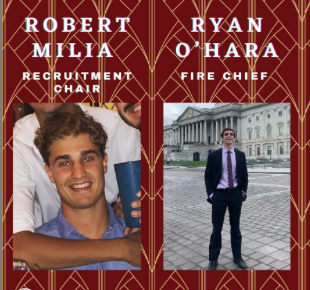 ROBERT
MILIA
RECRUITMENT
CHAIR
RYAN
O'HARA
FIRE CHIEF